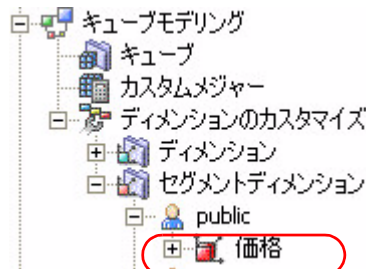 キューブモデリング
キューブ
カスタムメジャー
ディメンションのカスタマイズ
ディメンション
セグメントディメンション
public
価格